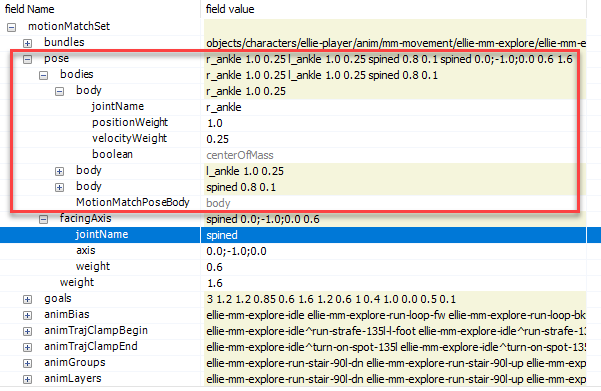 field Name field value
motionMatchSet
bundles objects/characters/ellie-player/anim/mm-movement/ellie-mm-explore/ellie-mm-e
pose r_ankle 1.0 0.25 l_ankle 1.0 0.25 spined 0.8 0.1 spined 0.0;-1.0;0.0 0.6 1.6
bodies r_ankle 1.0 0.25 l_ankle 1.0 0.25 spined 0.8 0.1
body r_ankle 1.0 0.25
jointName r_ankle
positionWeight 1.0
velocityWeight 0.25
boolean centerOfMass
body l_ankle 1.0 0.25
body spined 0.8 0.1
MotionMatchPoseBody body
facingAxis spined 0.0;-1.0;0.0 0.6
jointName spined
axis 0.0;-1.0;0.0
weight 0.6
weight 1.6
goals 3 1.2 1.2 0.85 0.6 1.6 1.2 0.6 1 0.4 1.0 0.0 0.5 0.1
animBias ellie-mm-explore-idle ellie-mm-explore-run-loop-fw ellie-mm-explore-run-loop-bk
animTrajClampBegin ellie-mm-explore-idle^run-strafe-135l-l-foot ellie-mm-explore-idle^run-strafe-13
animTrajClampEnd ellie-mm-explore-idle^turn-on-spot-135l ellie-mm-explore-idle^turn-on-spot-135
animGroups ellie-mm-explore-run-stair-90l-dn ellie-mm-explore-run-stair-90l-up ellie-mm-exp
animLayers ellie-mm-explore-run-stair-90l-dn ellie-mm-explore-run-stair-90l-up ellie-mm-exp